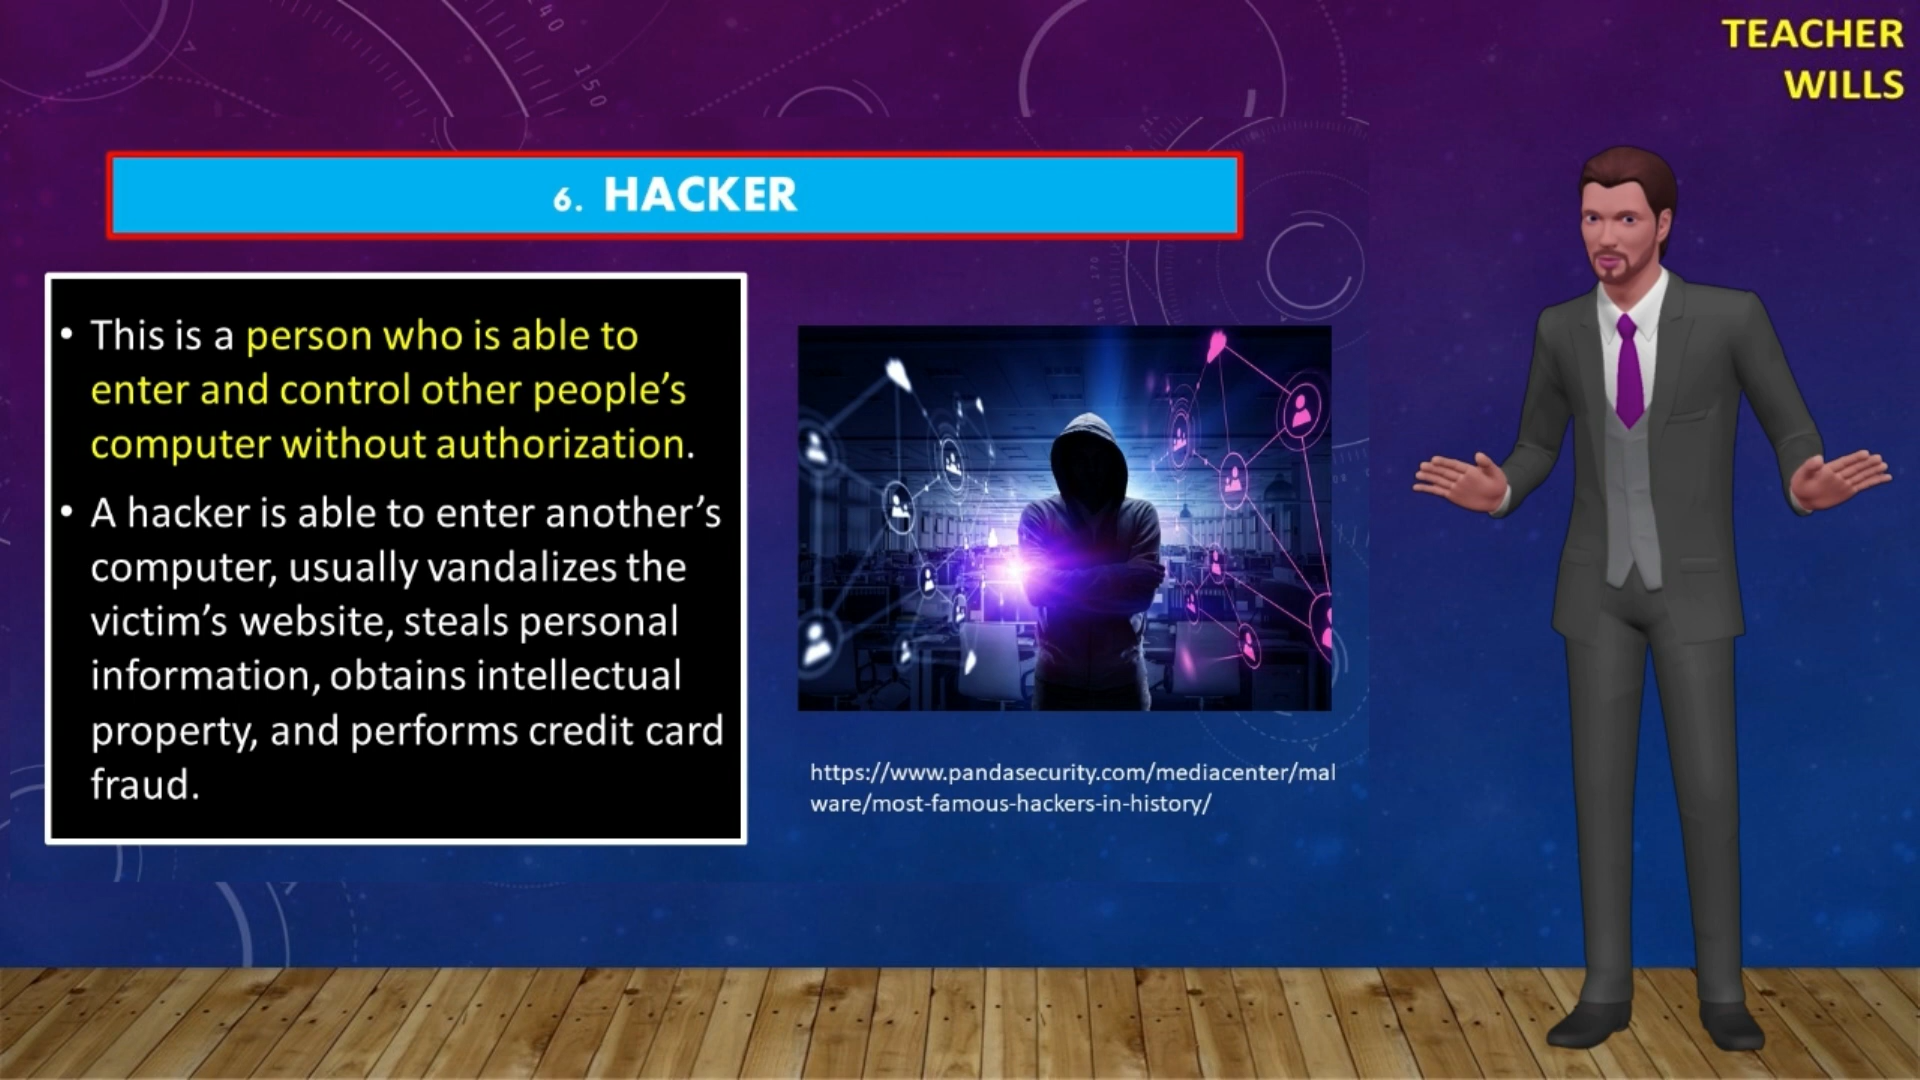 TEACHER
WILLS
6. HACKER
• This is a person who is able to
enter and control other people’s
computer without authorization.
• A hacker is able to enter another’s
computer, usually vandalizes the
victim’s website, steals personal
information, obtains intellectual
property, and performs credit card
fraud.
https://www.pandasecurity.com/mediacenter/mal
ware/most-famous-hackers-in-history/
140
150